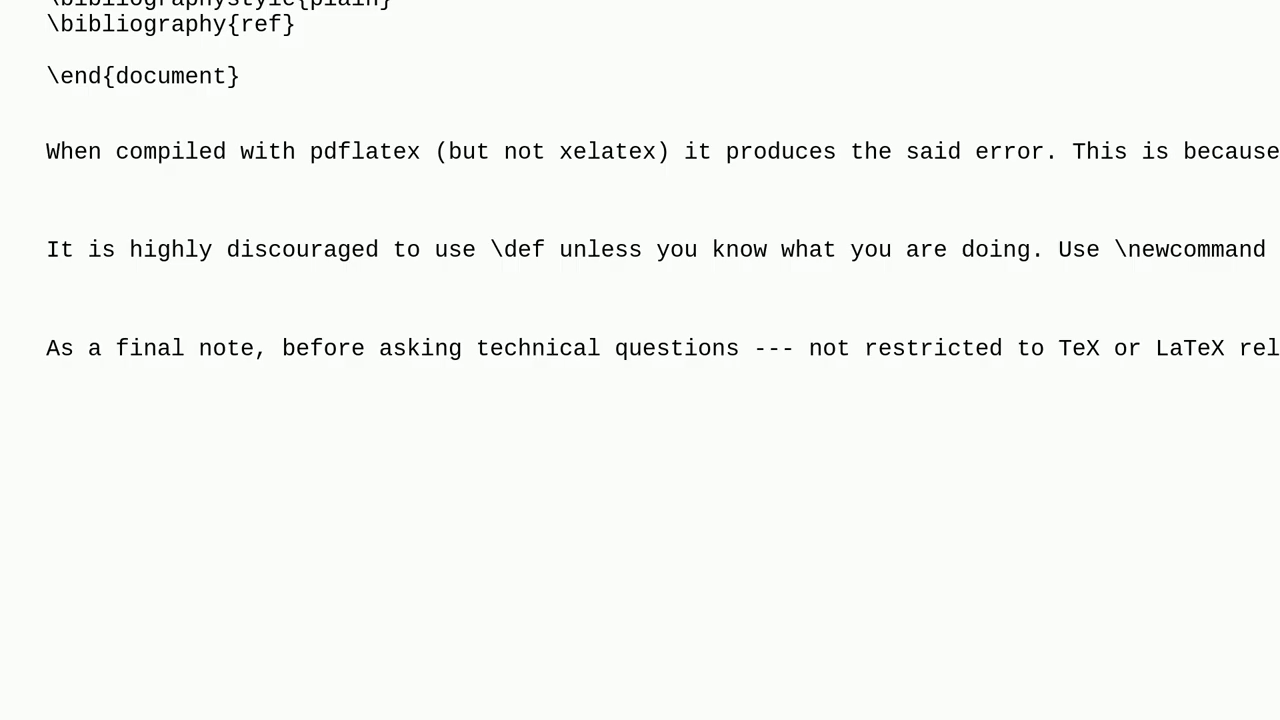 \bibliographystyle{plain}
\bibliography{ref}
\end{document}
When compiled with pdflatex (but not xelatex) it produces the said error. This is because
It is highly discouraged to use \def unless you know what you are doing. Use \newcommand
As a final note, before asking technical questions --- not restricted to TeX or LaTeX rel